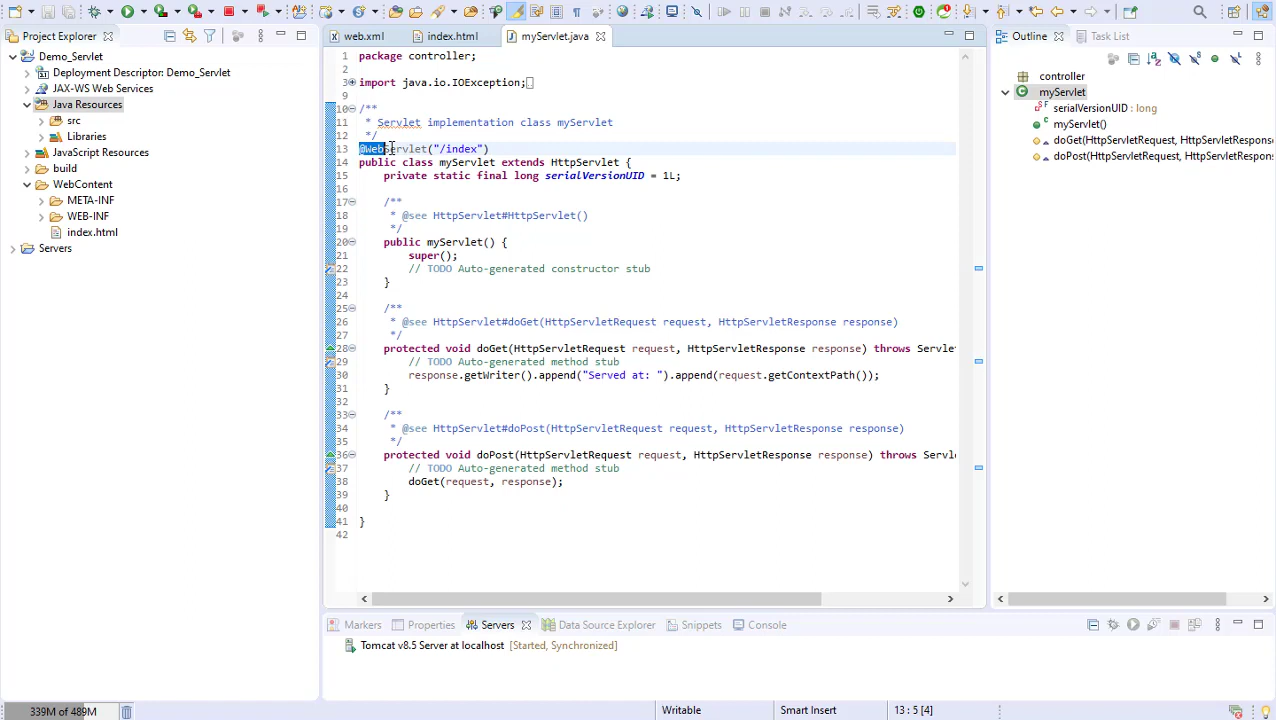 Project Explorer
web.xml
index.html
myServlet.java
Outline
Task List
Demo_Servlet
Deployment Descriptor: Demo_Servlet
JAX-WS Web Services
Java Resources
src
Libraries
JavaScript Resources
build
WebContent
META-INF
WEB-INF
index.html
Servers
1 package controller;
2
3 import java.io.IOException;
9
10 /**
11 * Servlet implementation class myServlet
12 */
13 @WebServlet("/index")
14 public class myServlet extends HttpServlet {
15 private static final long serialVersionUID = 1L;
16
17 /**
18 * @see HttpServlet#HttpServlet()
19 */
20 public myServlet() {
21 super();
22 // TODO Auto-generated constructor stub
23 }
24
25 /**
26 * @see HttpServlet#doGet(HttpServletRequest request, HttpServletResponse response)
27 */
28 protected void doGet(HttpServletRequest request, HttpServletResponse response) throws Servlet
29 // TODO Auto-generated method stub
30 response.getWriter().append("Served at: ").append(request.getContextPath());
31 }
32
33 /**
34 * @see HttpServlet#doPost(HttpServletRequest request, HttpServletResponse response)
35 */
36 protected void doPost(HttpServletRequest request, HttpServletResponse response) throws Servl
37 // TODO Auto-generated method stub
38 doGet(request, response);
39 }
40
41 }
42
controller
myServlet
serialVersionUID : long
myServlet()
doGet(HttpServletRequest, HttpS
doPost(HttpServletRequest, Http
Markers
Properties
Servers
Data Source Explorer
Snippets
Console
Tomcat v8.5 Server at localhost [Started, Synchronized]
339M of 489M
Writable
Smart Insert
13 : 5 [4]